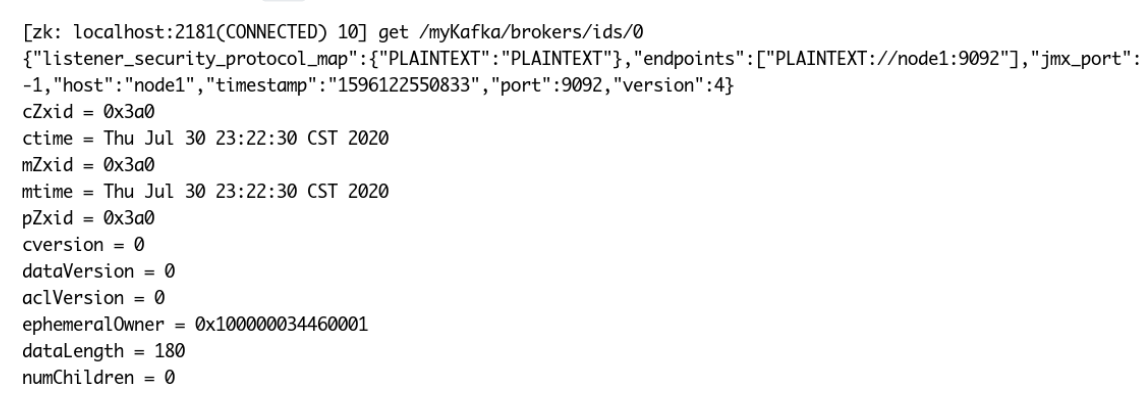 [zk: localhost:2181(CONNECTED) 10] get /myKafka/brokers/ids/0
{"listener_security_protocol_map":{"PLAINTEXT":"PLAINTEXT"},"endpoints":["PLAINTEXT://node1:9092"],"jmx_port":
-1,"host":"node1","timestamp":"1596122550833","port":9092,"version":4}
cZxid = 0x3a0
ctime = Thu Jul 30 23:22:30 CST 2020
mZxid = 0x3a0
mtime = Thu Jul 30 23:22:30 CST 2020
pZxid = 0x3a0
cversion = 0
dataVersion = 0
aclVersion = 0
ephemeralOwner = 0x100000034460001
dataLength = 180
numChildren = 0